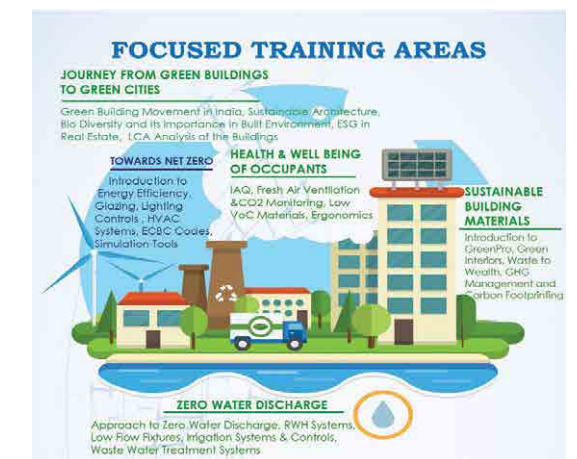 FOCUSED TRAINING AREAS
JOURNEY FROM GREEN BUILDINGS
TO GREEN CITIES
Green Building Movement in India, Sustainable Architecture,
Bio Diversity and its Importance in Built Environment, ESG in
Real Estate, LCA Analysis of the Buildings
TOWARDS NET ZERO
Introduction to
Energy Efficiency,
Glazing, Lighting
Controls , HVAC
Systems, ECBC Codes,
Simulation Tools
HEALTH & WELL BEING
OF OCCUPANTS
IAQ, Fresh Air Ventilation
&CO2 Monitoring, Low
VoC Materials, Ergonomics
SUSTAINABLE
BUILDING
MATERIALS
Introduction to
GreenPro, Green
Interiors, Waste to
Wealth, GHG
Management and
Carbon Footprinting
ZERO WATER DISCHARGE
Approach to Zero Water Discharge, RWH Systems,
Low Flow Fixtures, Irrigation Systems & Controls,
Waste Water Treatment Systems